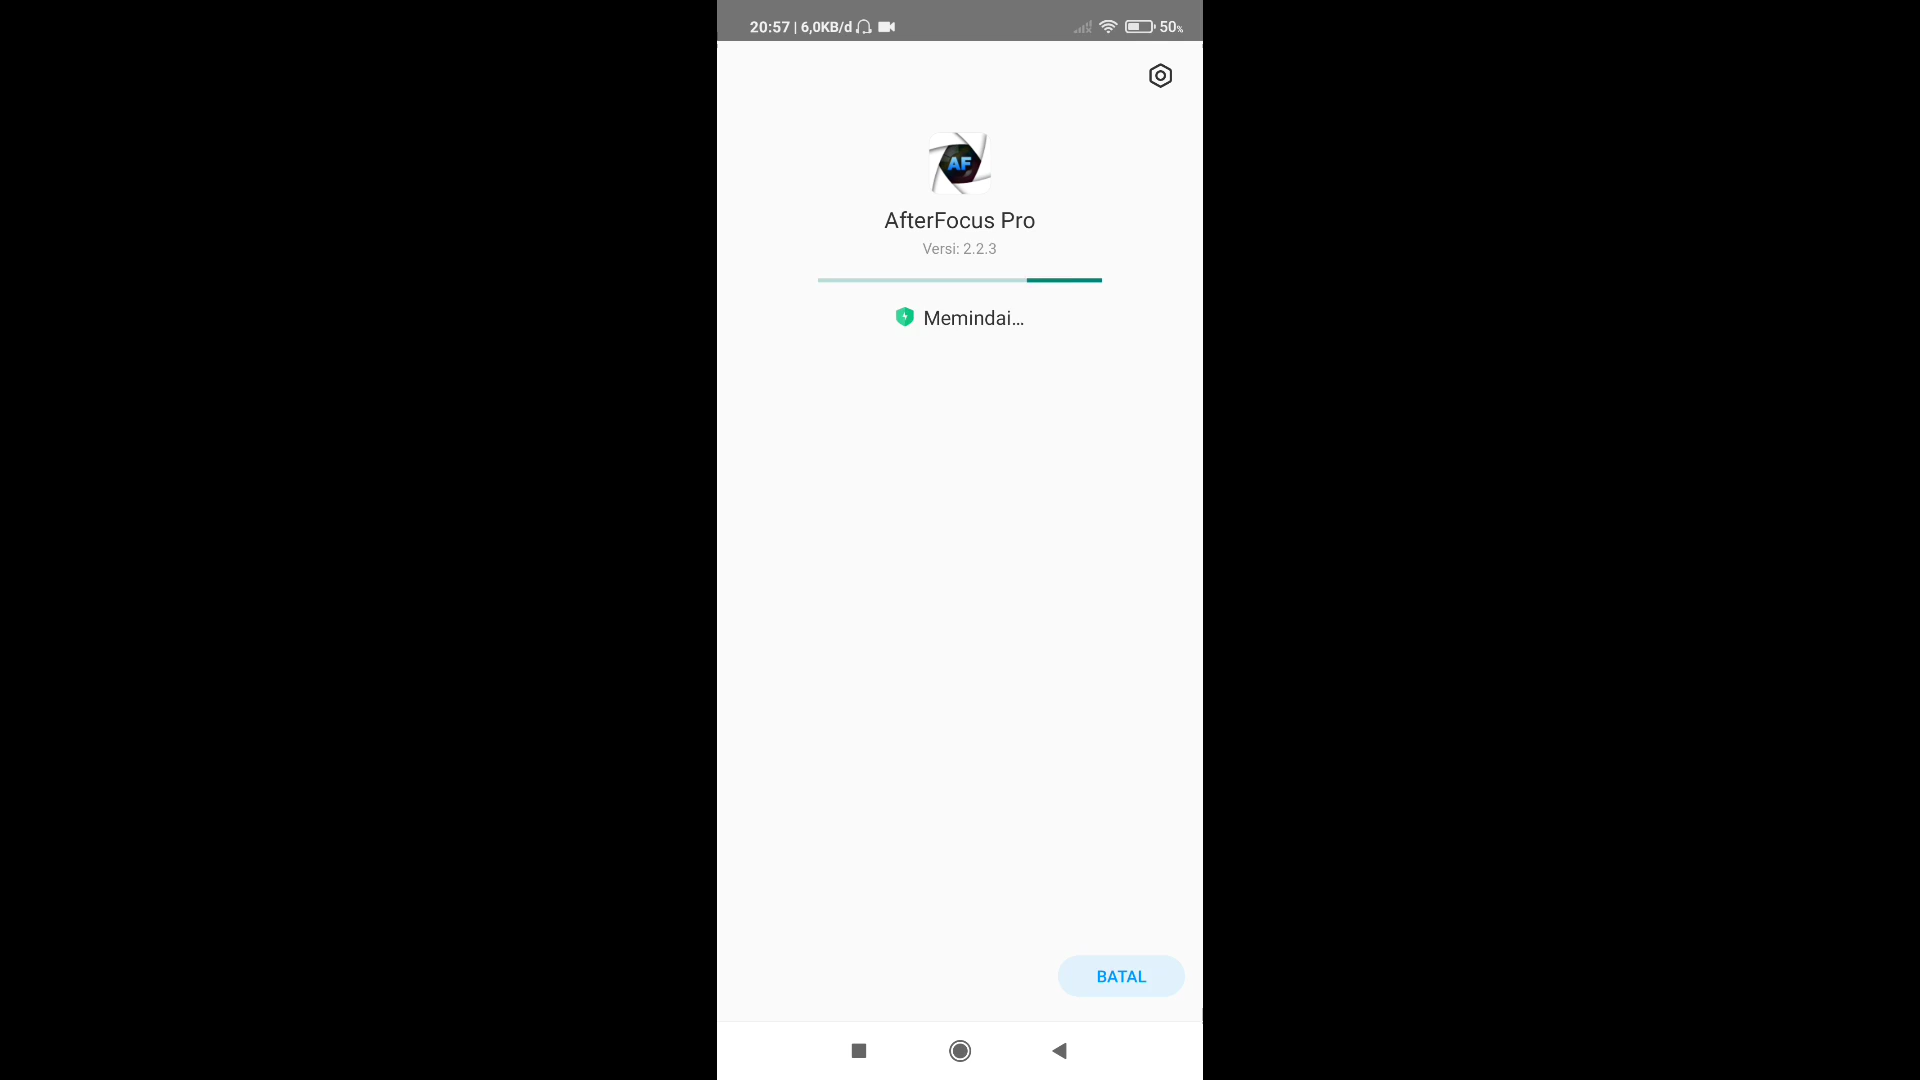 20:57 | 6,0KB/d
50%
AF
AfterFocus Pro
Versi: 2.2.3
Memindai...
BATAL